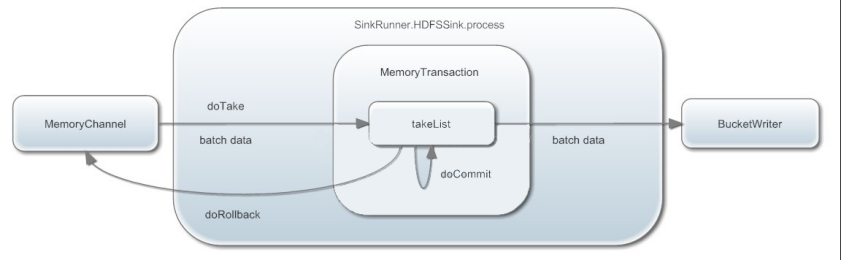 SinkRunner.HDFSSink.process
MemoryTransaction
doTake
MemoryChannel
takeList
BucketWriter
batch data
batch data
doCommit
doRollback